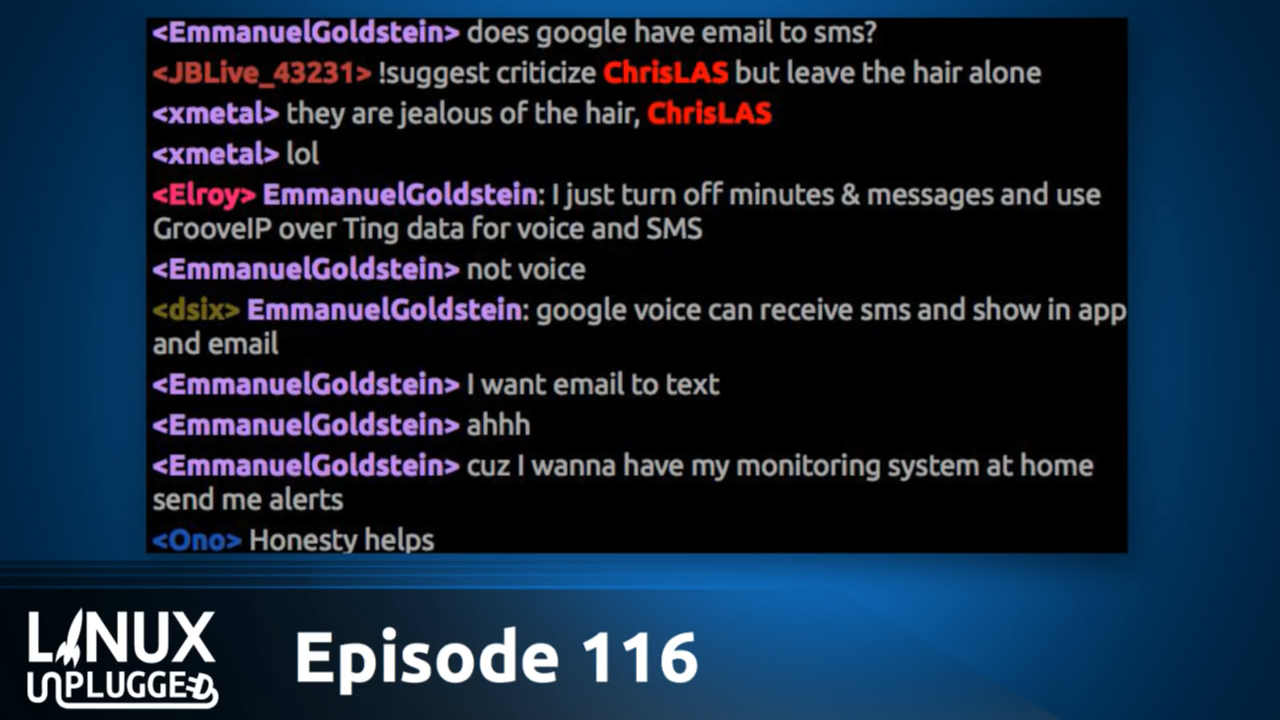 <EmmanuelGoldstein> does google have email to sms?
<JBLive_43231> !suggest criticize ChrisLAS but leave the hair alone
<xmetal> they are jealous of the hair, ChrisLAS
<xmetal> lol
<Elroy> EmmanuelGoldstein: I just turn off minutes & messages and use
GrooveIP over Ting data for voice and SMS
<EmmanuelGoldstein> not voice
<dsix> EmmanuelGoldstein: google voice can receive sms and show in app
and email
<EmmanuelGoldstein> I want email to text
<EmmanuelGoldstein> ahhh
<EmmanuelGoldstein> cuz I wanna have my monitoring system at home
send me alerts
<Ono> Honesty helps
LINUX
UNPLUGGED
Episode 116